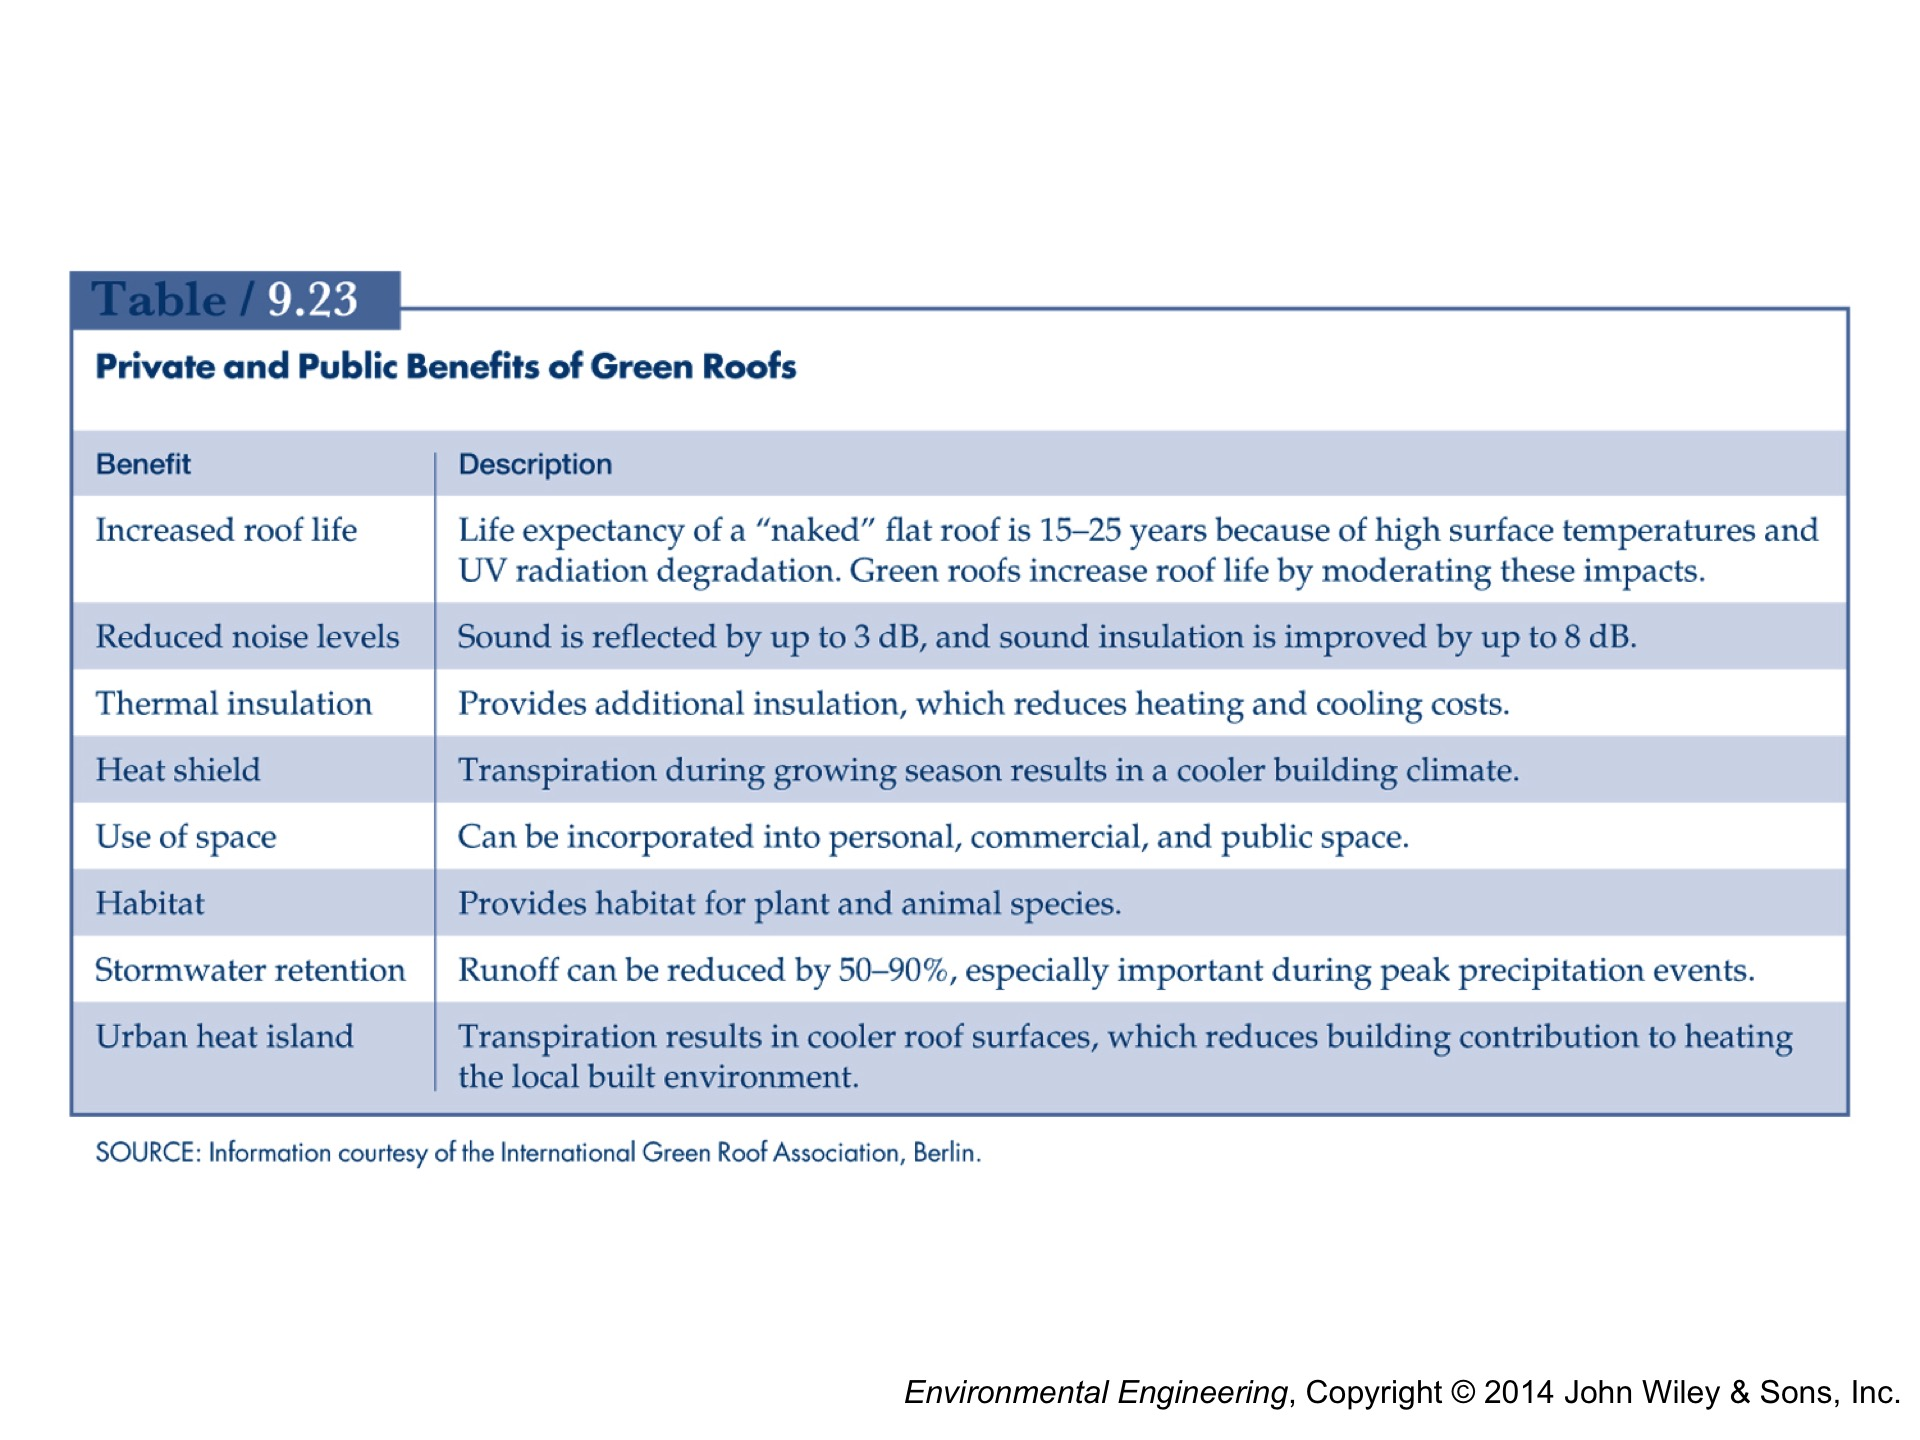 Table / 9.23
Private and Public Benefits of Green Roofs
Benefit
Description
Increased roof life
Life expectancy of a “naked” flat roof is 15–25 years because of high surface temperatures and
UV radiation degradation. Green roofs increase roof life by moderating these impacts.
Reduced noise levels
Sound is reflected by up to 3 dB, and sound insulation is improved by up to 8 dB.
Thermal insulation
Provides additional insulation, which reduces heating and cooling costs.
Heat shield
Transpiration during growing season results in a cooler building climate.
Use of space
Can be incorporated into personal, commercial, and public space.
Habitat
Provides habitat for plant and animal species.
Stormwater retention
Runoff can be reduced by 50–90%, especially important during peak precipitation events.
Urban heat island
Transpiration results in cooler roof surfaces, which reduces building contribution to heating
the local built environment.
SOURCE: Information courtesy of the International Green Roof Association, Berlin.
Environmental Engineering, Copyright © 2014 John Wiley & Sons, Inc.